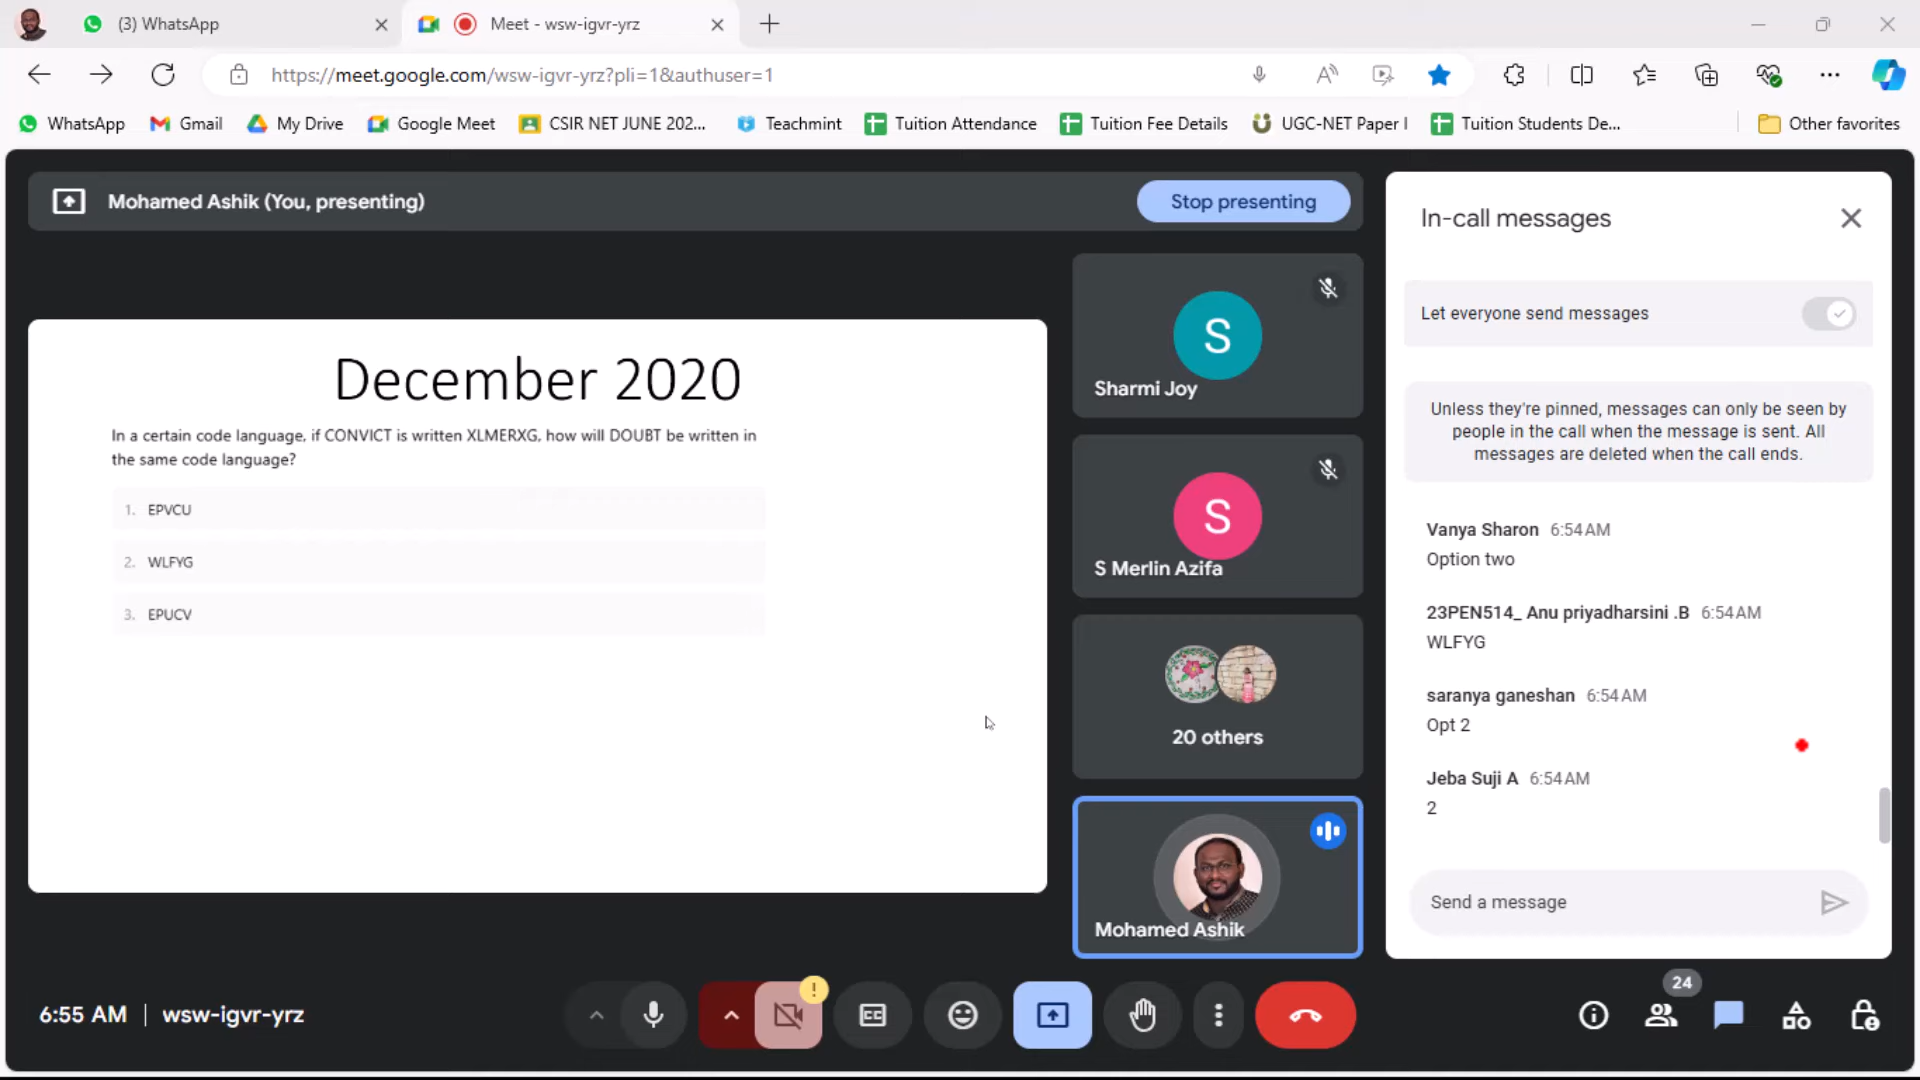 (3) WhatsApp
Meet - wsw-igvr-yrz
https://meet.google.com/wsw-igvr-yrz?pli=1&authuser=1
WhatsApp
Gmail
My Drive
Google Meet
CSIR NET JUNE 202...
Teachmint
Tuition Attendance
Tuition Fee Details
UGC-NET Paper I
Tuition Students De...
Other favorites
Mohamed Ashik (You, presenting)
Stop presenting
December 2020
In a certain code language, if CONVICT is written XLMERXG, how will DOUBT be written in
the same code language?
1. EPVCU
2. WLFYG
3. EPUCV
S
Sharmi Joy
S
S Merlin Azifa
20 others
Mohamed Ashik
In-call messages
Let everyone send messages
Unless they're pinned, messages can only be seen by
people in the call when the message is sent. All
messages are deleted when the call ends.
Vanya Sharon 6:54 AM
Option two
23PEN514_ Anu priyadharsini .B 6:54 AM
WLFYG
saranya ganeshan 6:54 AM
Opt 2
Jeba Suji A 6:54 AM
2
Send a message
6:55 AM | wsw-igvr-yrz
!
24